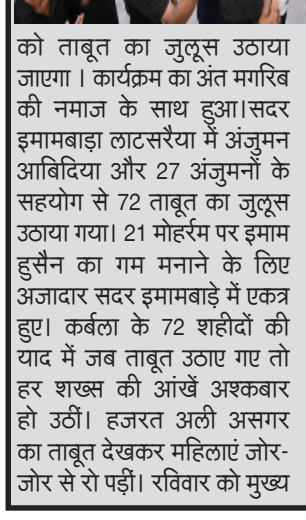 को ताबूत का जुलूस उठाया
जाएगा । कार्यक्रम का अंत मगरिब
की नमाज के साथ हुआ।सदर
इमामबाड़ा लाटसरैया में अंजुमन
आबिदिया और 27 अंजुमनों के
सहयोग से 72 ताबूत का जुलूस
उठाया गया। 21 मोहर्रम पर इमाम
हुसैन का गम मनाने के लिए
अजादार सदर इमामबाड़े में एकत्र
हुए। कर्बला के 72 शहीदों की
याद में जब ताबूत उठाए गए तो
हर शख्स की आंखें अश्कबार
हो उठीं। हजरत अली असगर
का ताबूत देखकर महिलाएं जोर-
जोर से रो पड़ीं। रविवार को मुख्य